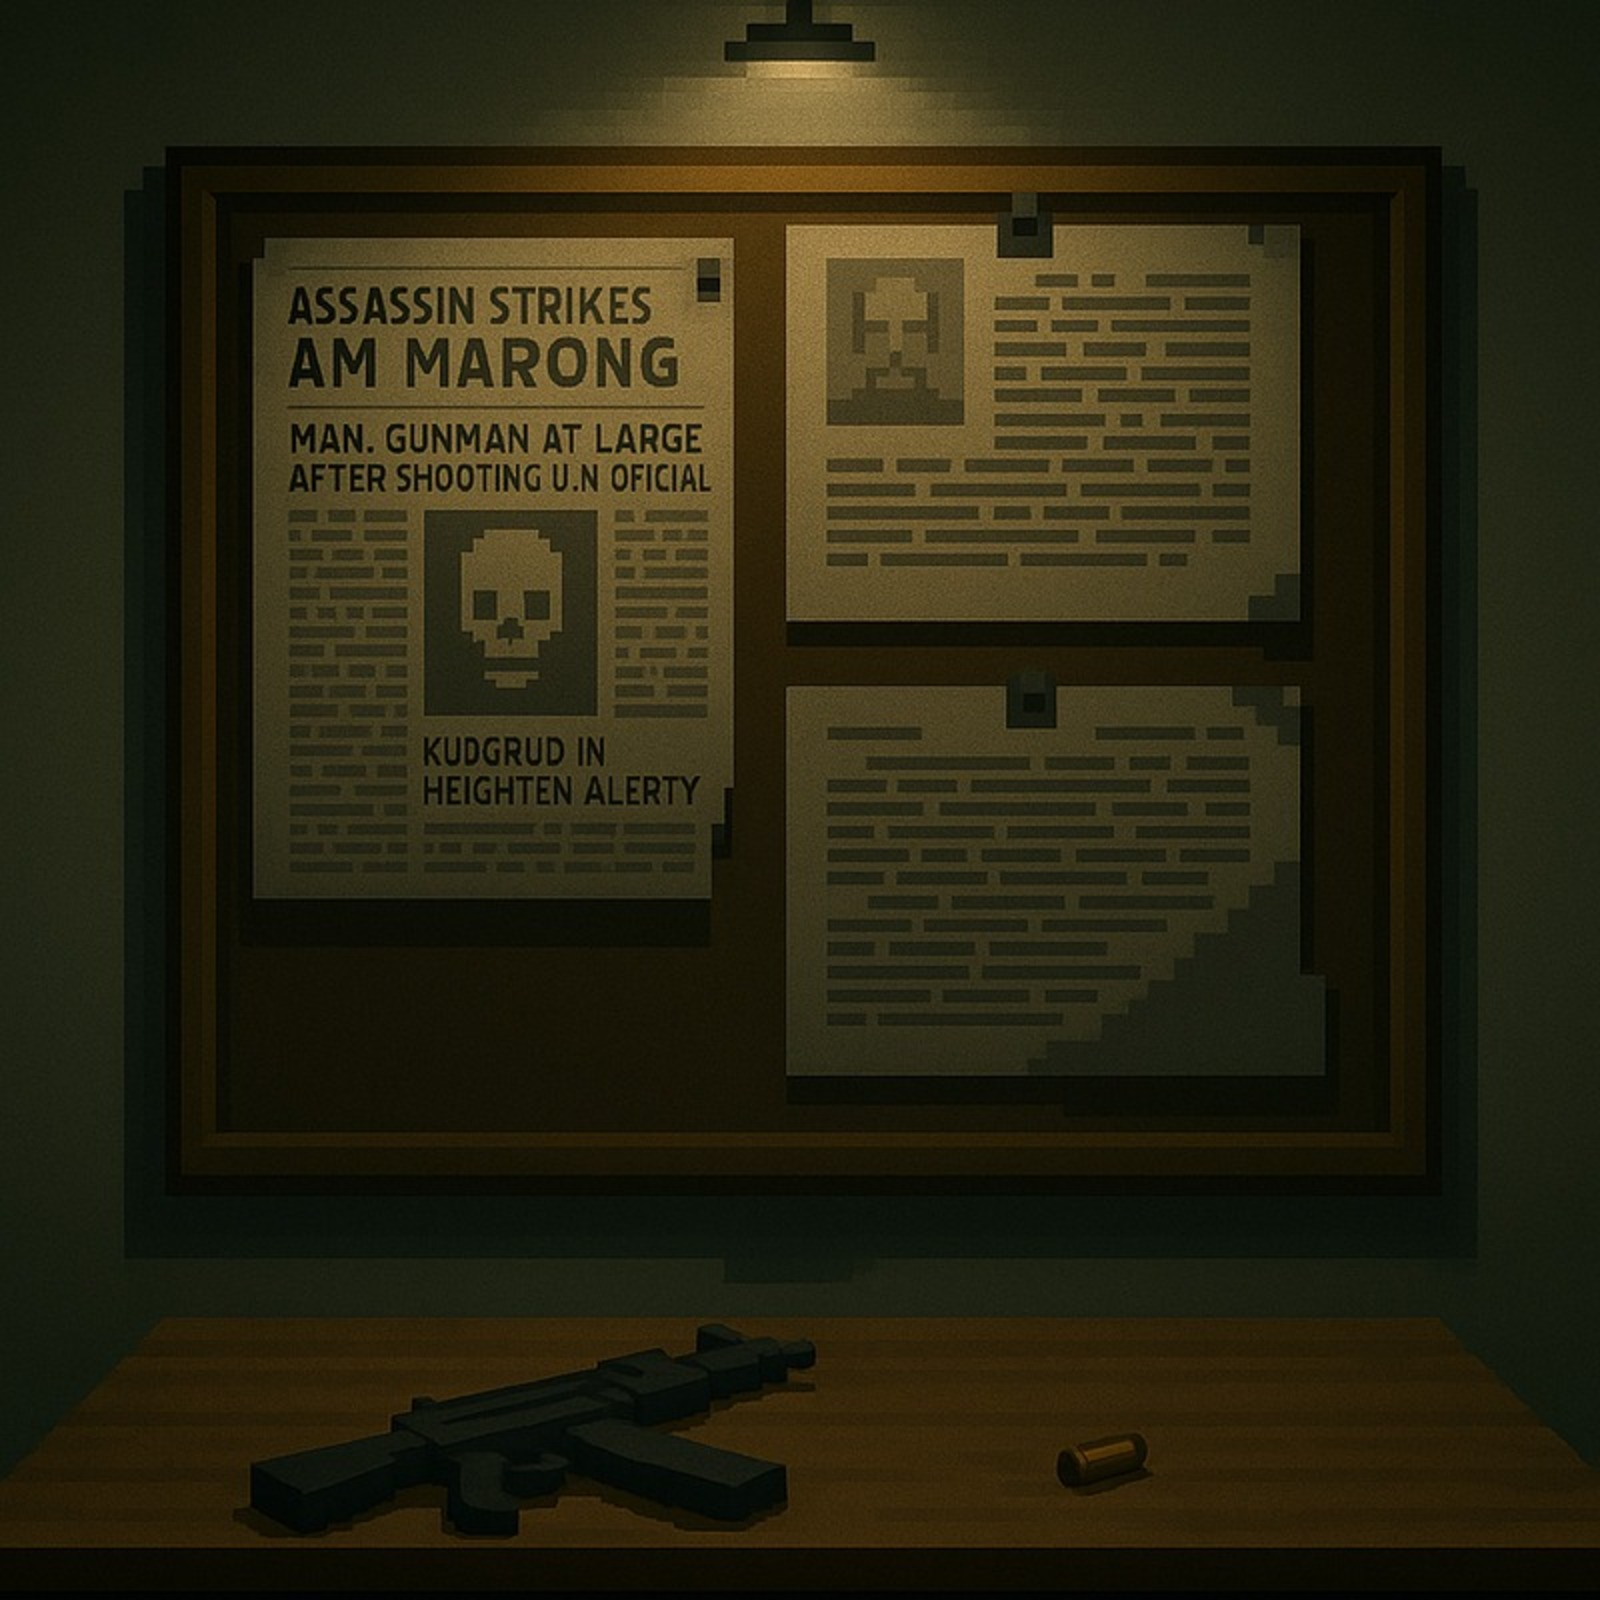 ASSASSIN STRIKES
AM MARONG
MAN. GUNMAN AT LARGE
AFTER SHOOTING U.N OFICIAL
KUDGRUD IN
HEIGHTEN ALERTY